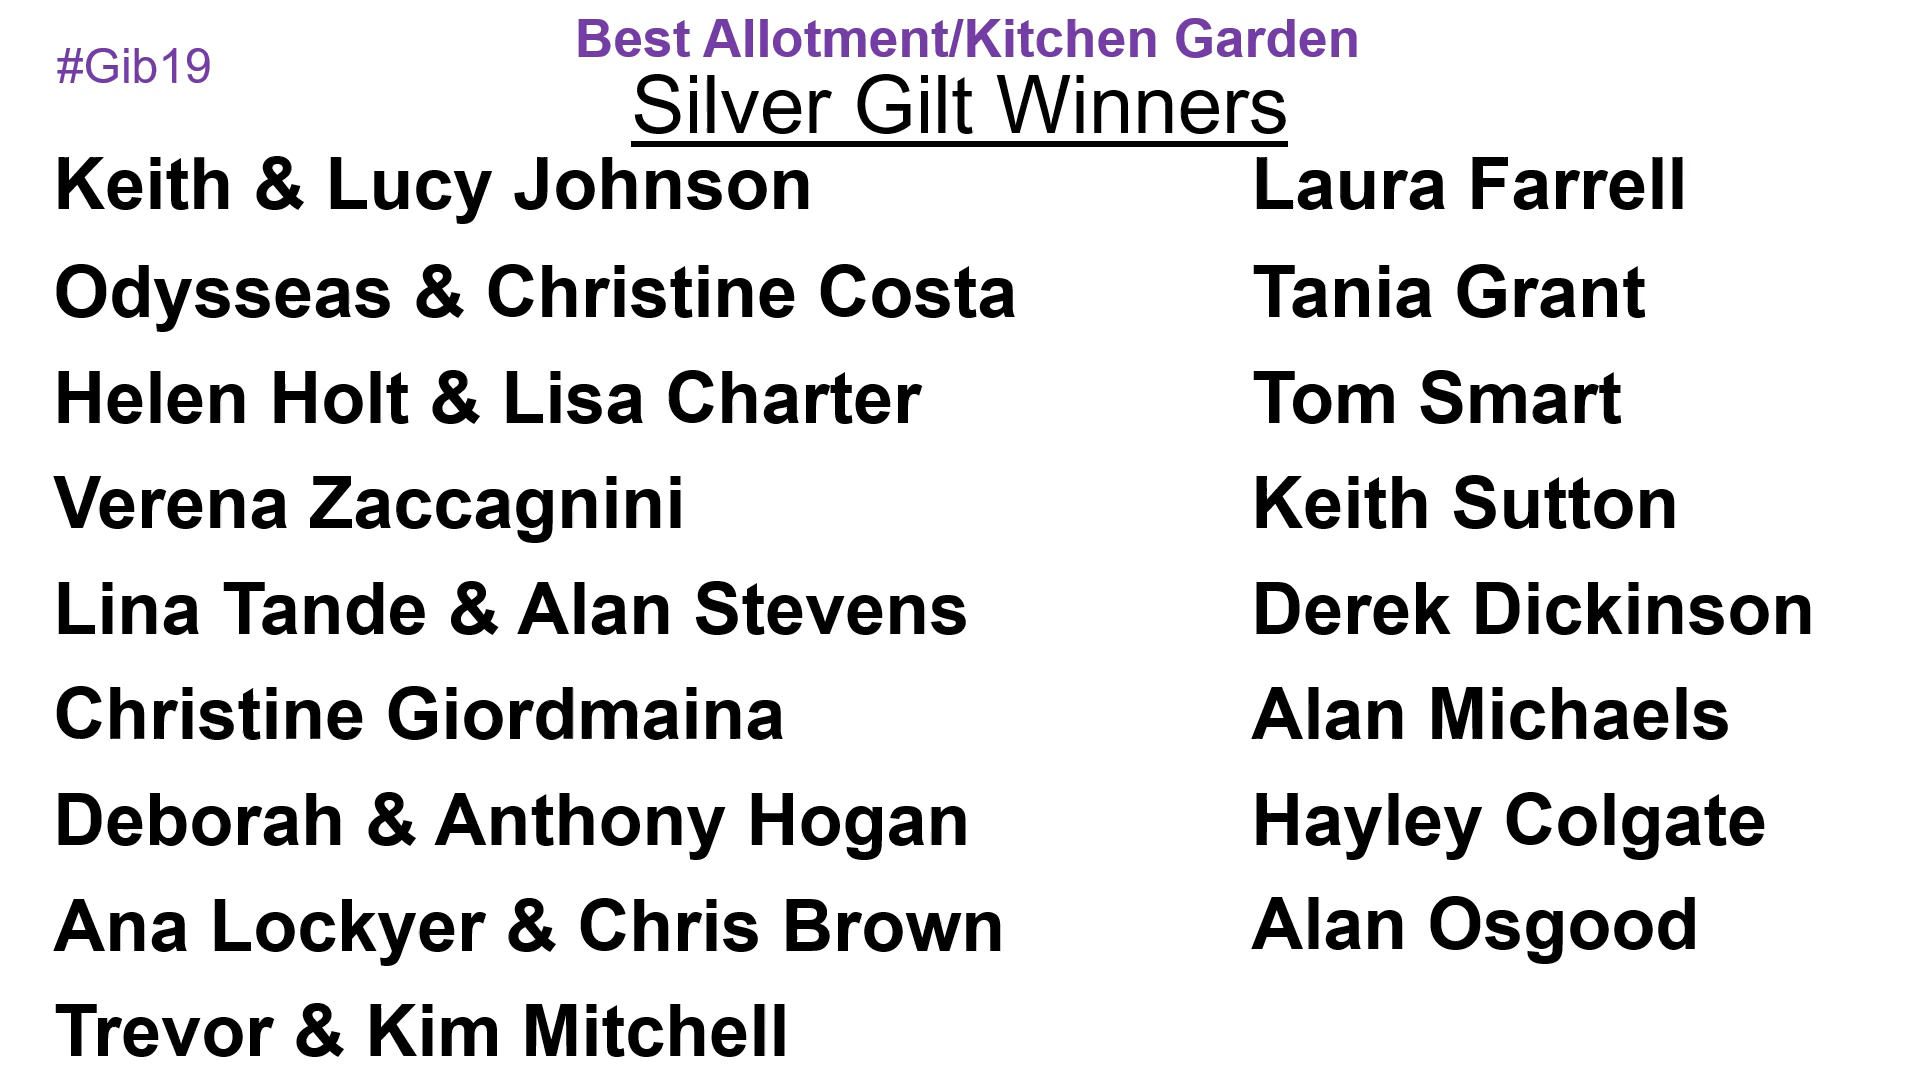 #Gib19
Best Allotment/Kitchen Garden
Silver Gilt Winners
Keith & Lucy Johnson
Odysseas & Christine Costa
Helen Holt & Lisa Charter
Verena Zaccagnini
Lina Tande & Alan Stevens
Christine Giordmaina
Deborah & Anthony Hogan
Ana Lockyer & Chris Brown
Trevor & Kim Mitchell
Laura Farrell
Tania Grant
Tom Smart
Keith Sutton
Derek Dickinson
Alan Michaels
Hayley Colgate
Alan Osgood